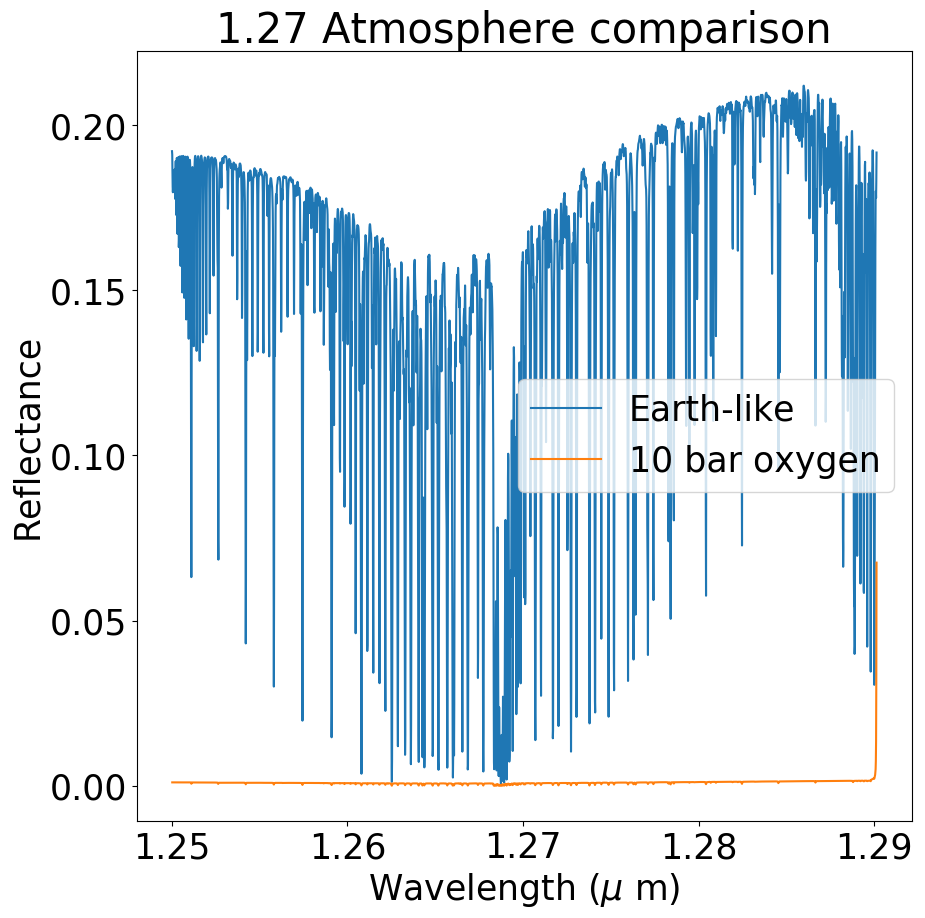 1.27 Atmosphere comparison
0.20
0.15
0.10
0.05
0.00
Reflectance
Earth-like
10 bar oxygen
1.25 1.26 1.27 1.28 1.29
Wavelength (μ m)